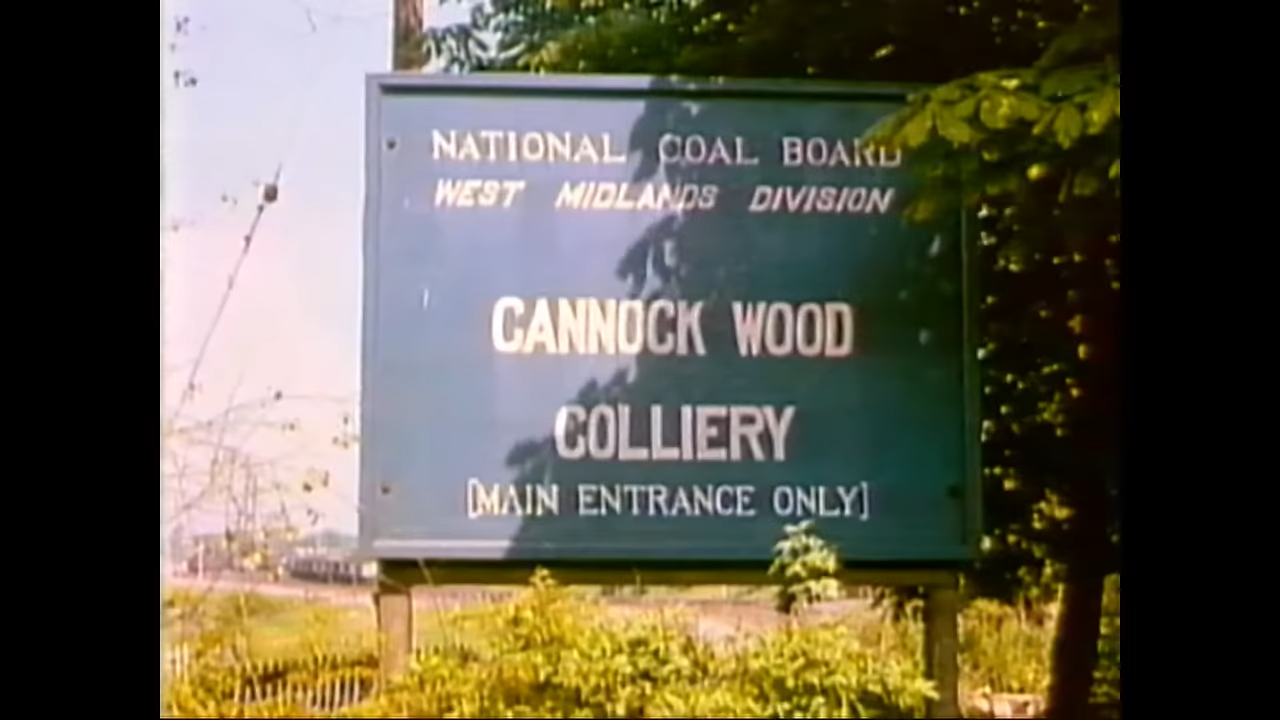 NATIONAL COAL BOARD
WEST MIDLANDS DIVISION
CANNOCK WOOD
COLLIERY
[MAIN ENTRANCE ONLY]